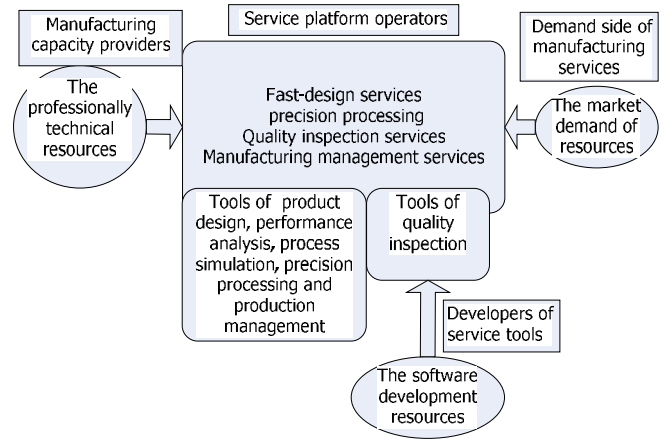 Manufacturing
capacity providers
Service platform operators
Demand side of
manufacturing
services
The
professionally
technical
resources
Fast-design services
precision processing
Quality inspection services
Manufacturing management services
The market
demand of
resources
Tools of product
design, performance
analysis, process
simulation, precision
processing and
production
management
Tools of
quality
inspection
Developers of
service tools
The software
development
resources